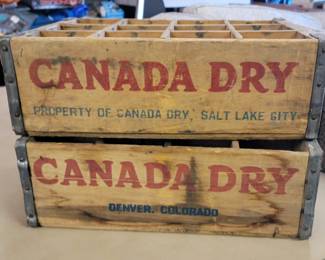 CANADA DRY
PROPERTY OF CANADA DRY, SALT LAKE CITY
CANADA DRY
DENVER, COLORADO